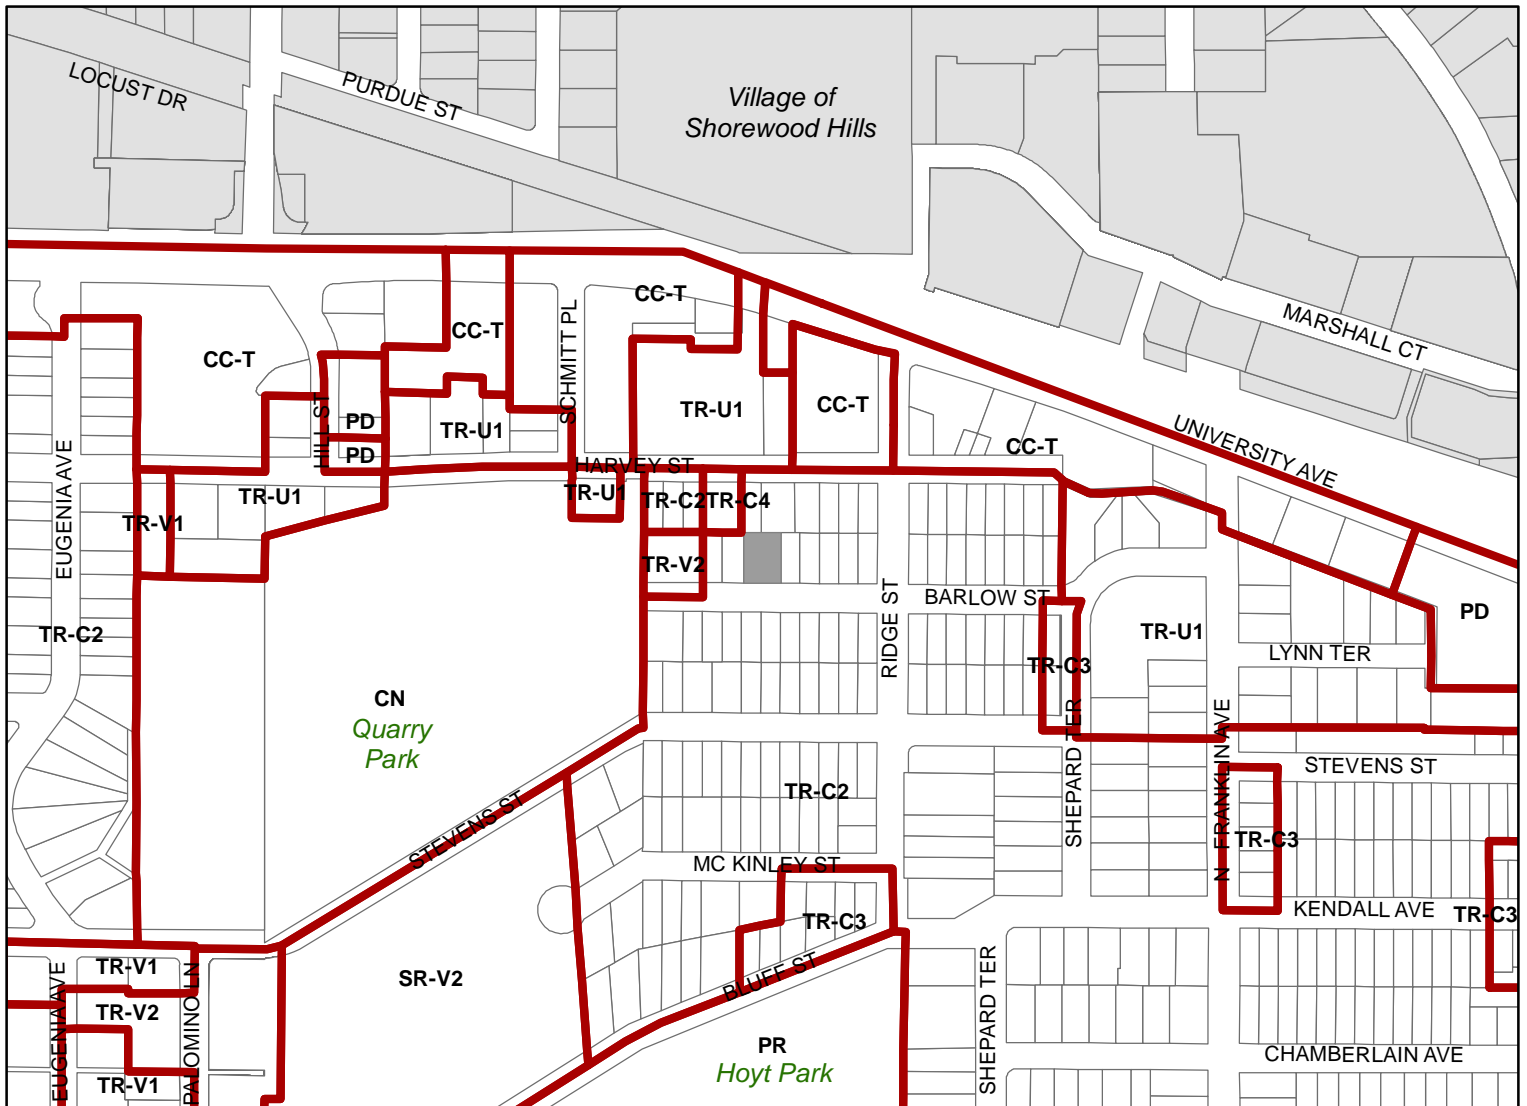 LOCUST DR
PURDUE ST
Village of
Shorewood Hills
CC-T
CC-T
CC-T
SCHMITT PL
MARSHALL CT
HILL ST
PD
TR-U1
TR-U1
CC-T
CC-T
UNIVERSITY AVE
EUGENIA AVE
PD
HARVEY ST
TR-V1
TR-U1
TR-U1
TR-C2
TR-C4
TR-V2
BARLOW ST
RIDGE ST
TR-C2
TR-U1
PD
LYNN TER
TR-C3
CN
Quarry
Park
SHEPARD TER
N FRANKLIN AVE
STEVENS ST
STEVENS ST
TR-C2
TR-C3
MC KINLEY ST
TR-C3
KENDALL AVE
TR-C3
BLUFF ST
TR-V1
SR-V2
EUGENIA AVE
PALOMINO LN
TR-V2
TR-V1
PR
Hoyt Park
SHEPARD TER
CHAMBERLAIN AVE